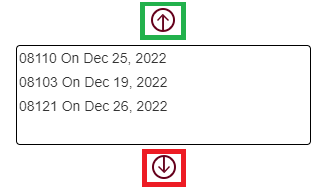 08110 On Dec 25, 2022
08103 On Dec 19, 2022
08121 On Dec 26, 2022